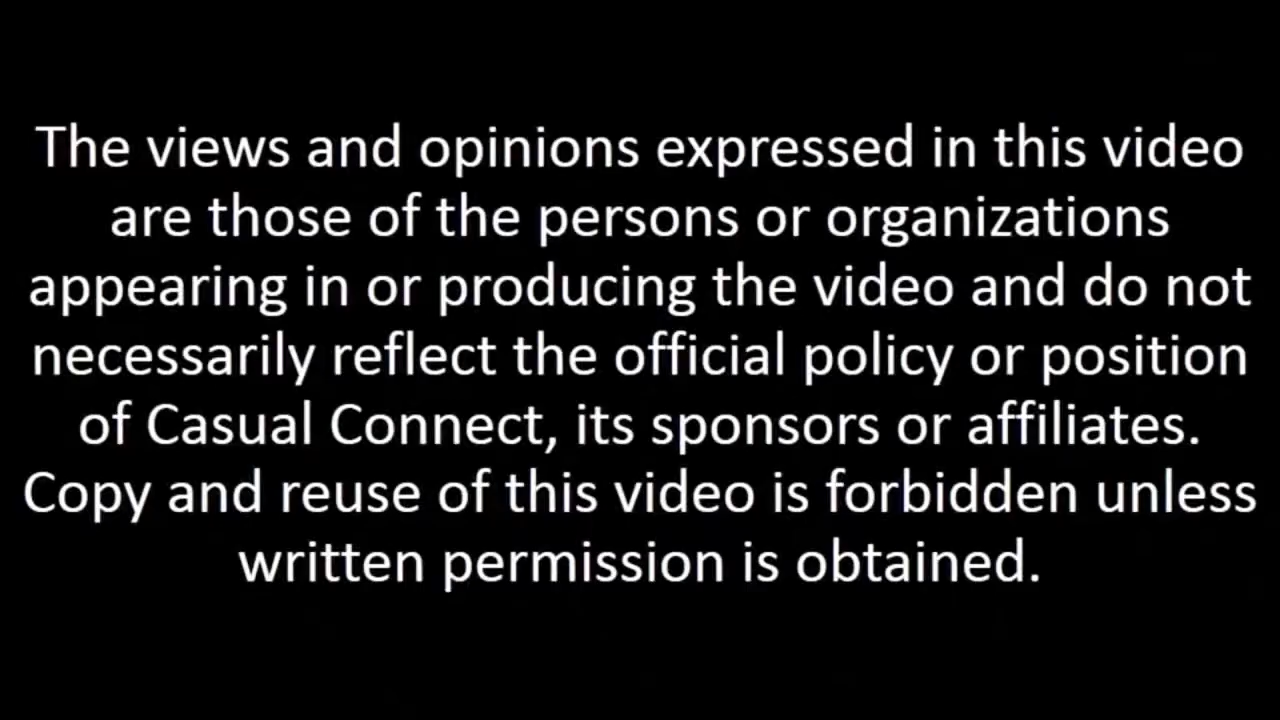 The views and opinions expressed in this video
are those of the persons or organizations
appearing in or producing the video and do not
necessarily reflect the official policy or position
of Casual Connect, its sponsors or affiliates.
Copy and reuse of this video is forbidden unless
written permission is obtained.